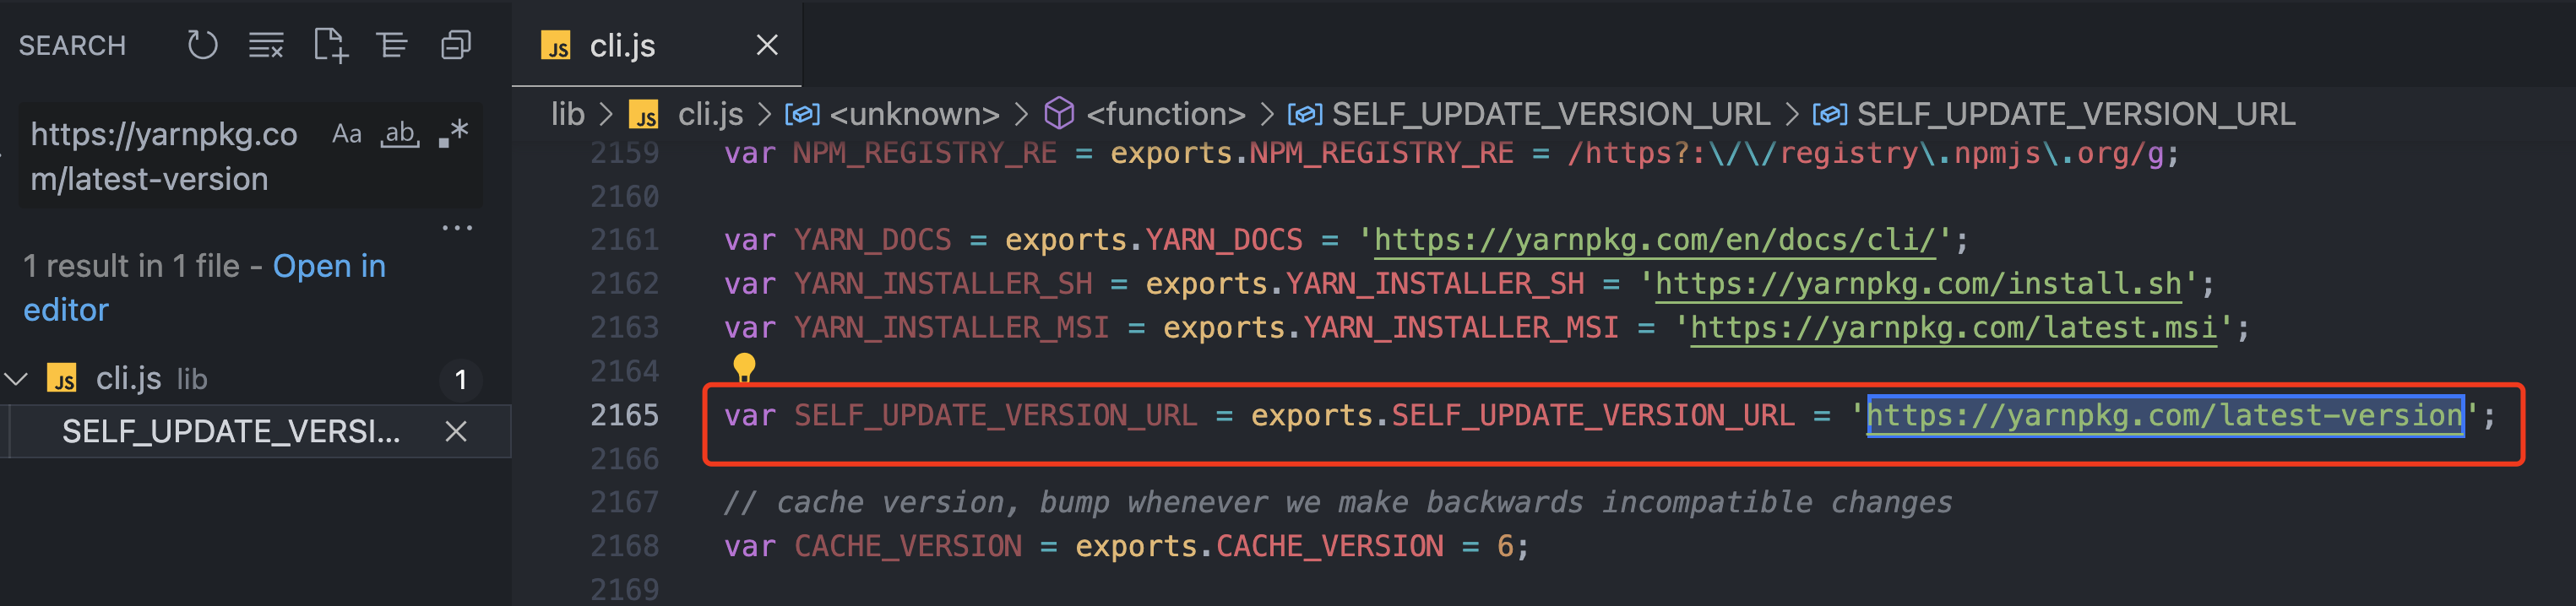 SEARCH
https://yarnpkg.co
m/latest-version
Aa
ab
.*
...
1 result in 1 file - Open in
editor
JS cli.js lib 1
SELF_UPDATE_VERSI...
JS cli.js
lib > JS cli.js > <unknown> > <function> > SELF_UPDATE_VERSION_URL > SELF_UPDATE_VERSION_URL
2159 var NPM_REGISTRY_RE = exports.NPM_REGISTRY_RE = /https?:\/\/registry\.npmjs\.org/g;
2160
2161 var YARN_DOCS = exports.YARN_DOCS = 'https://yarnpkg.com/en/docs/cli/';
2162 var YARN_INSTALLER_SH = exports.YARN_INSTALLER_SH = 'https://yarnpkg.com/install.sh';
2163 var YARN_INSTALLER_MSI = exports.YARN_INSTALLER_MSI = 'https://yarnpkg.com/latest.msi';
2164
2165 var SELF_UPDATE_VERSION_URL = exports.SELF_UPDATE_VERSION_URL = 'https://yarnpkg.com/latest-version';
2166
2167 // cache version, bump whenever we make backwards incompatible changes
2168 var CACHE_VERSION = exports.CACHE_VERSION = 6;
2169